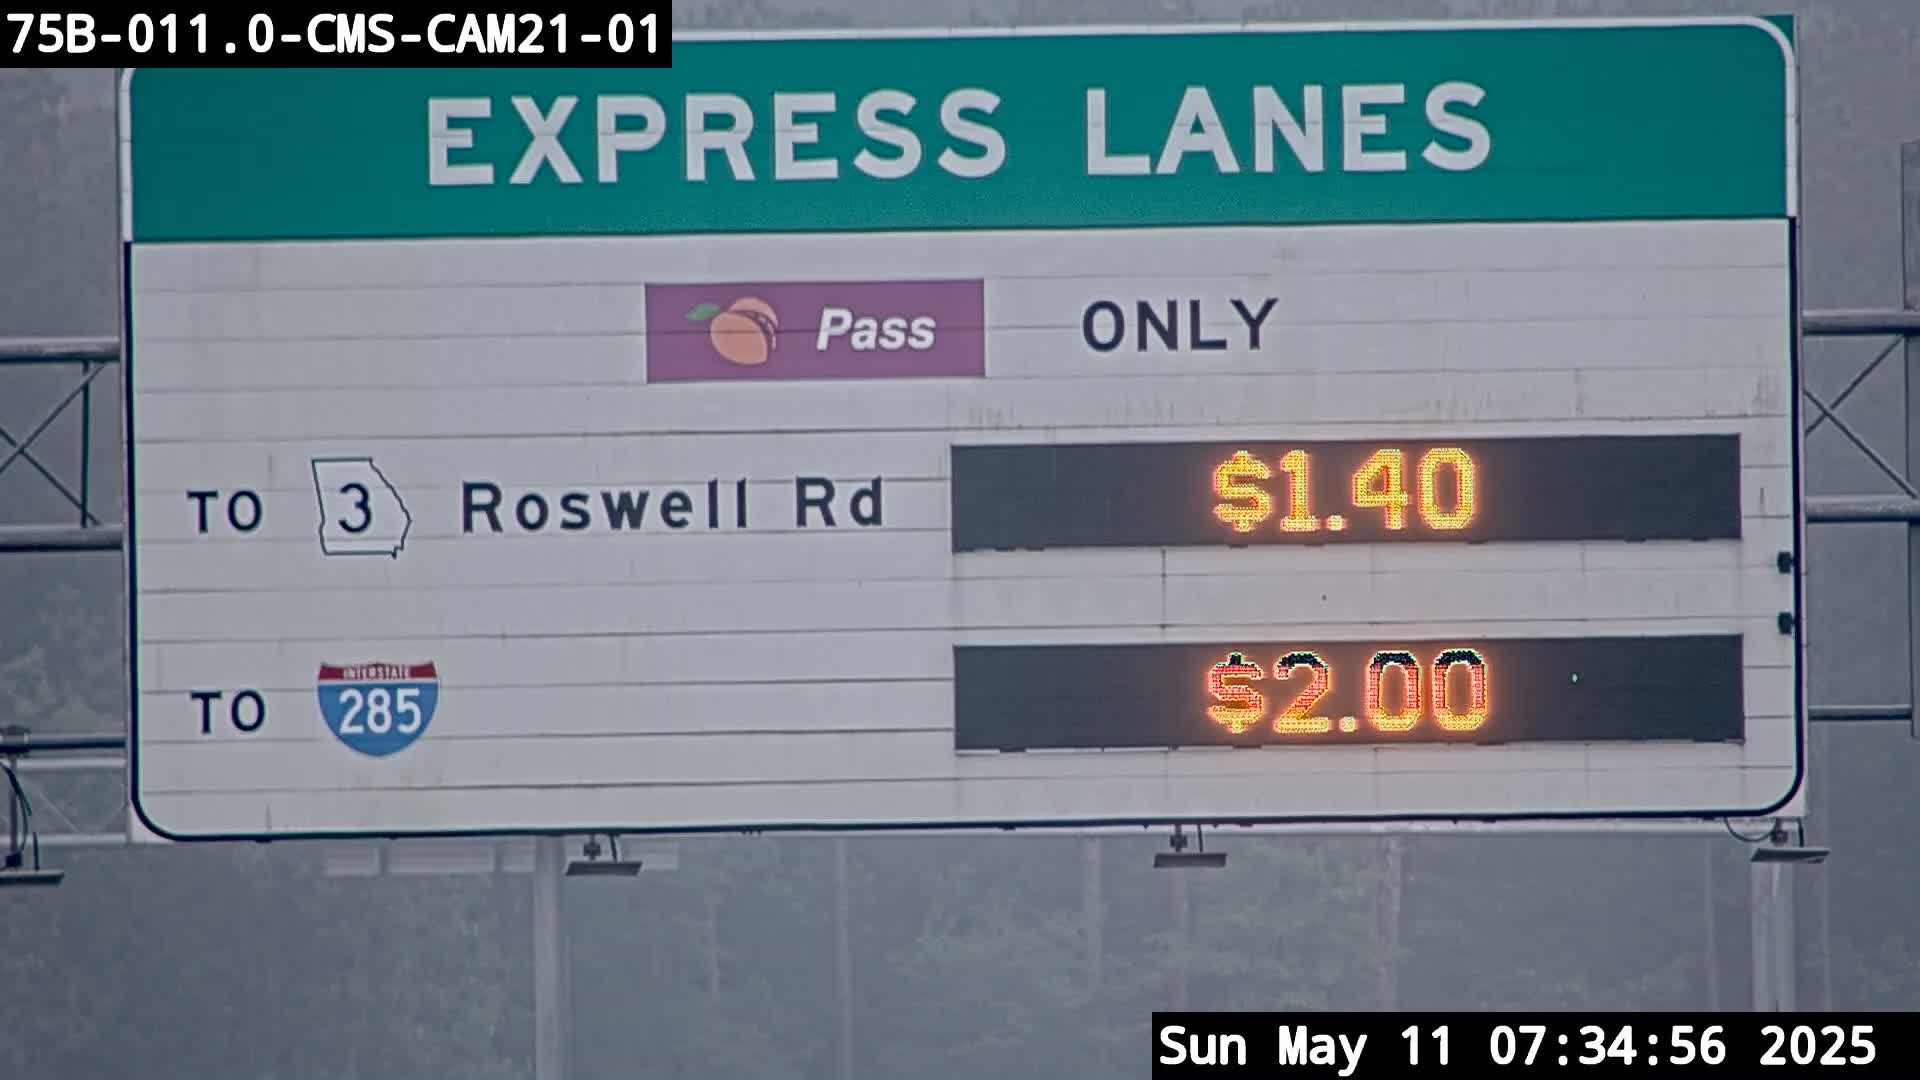 75B-011.0-CMS-CAM21-01
EXPRESS LANES
Pass ONLY
TO 3 Roswell Rd $1.40
INTERSTATE
TO 285 $2.00
Sun May 11 07:34:56 2025